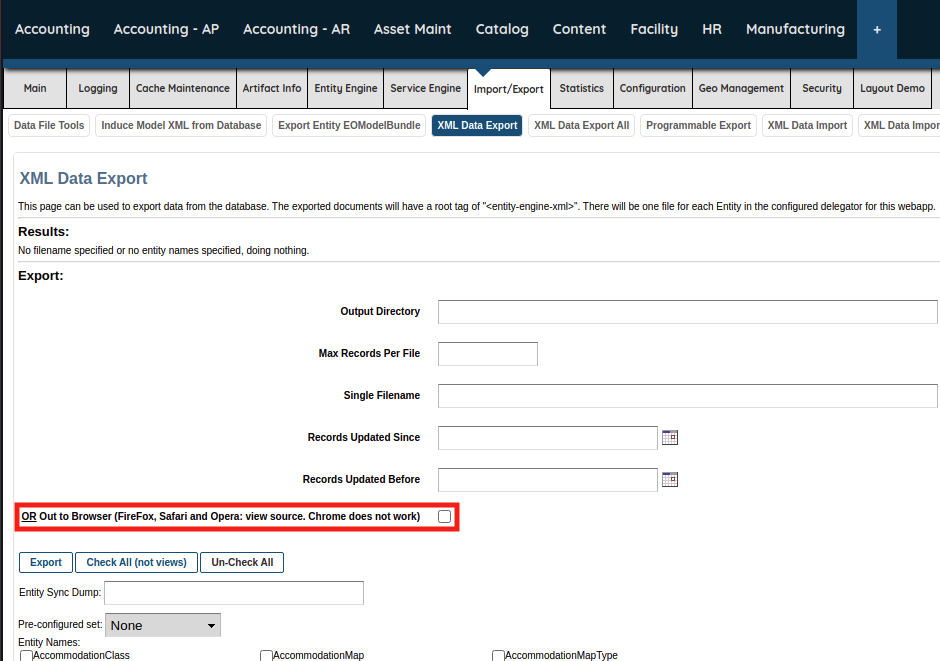 Accounting Accounting - AP Accounting - AR Asset Maint Catalog Content Facility HR Manufacturing +
Main Logging Cache Maintenance Artifact Info Entity Engine Service Engine Import/Export Statistics Configuration Geo Management Security Layout Demo
Data File Tools Induce Model XML from Database Export Entity EOModelBundle XML Data Export XML Data Export All Programmable Export XML Data Import XML Data Impor
XML Data Export
This page can be used to export data from the database. The exported documents will have a root tag of "<entity-engine-xml>". There will be one file for each Entity in the configured delegator for this webapp.
Results:
No filename specified or no entity names specified, doing nothing.
Export:
Output Directory
Max Records Per File
Single Filename
Records Updated Since
Records Updated Before
OR Out to Browser (FireFox, Safari and Opera: view source. Chrome does not work)
Export Check All (not views) Un-Check All
Entity Sync Dump:
Pre-configured set: None
Entity Names:
AccommodationClass AccommodationMap AccommodationMapType